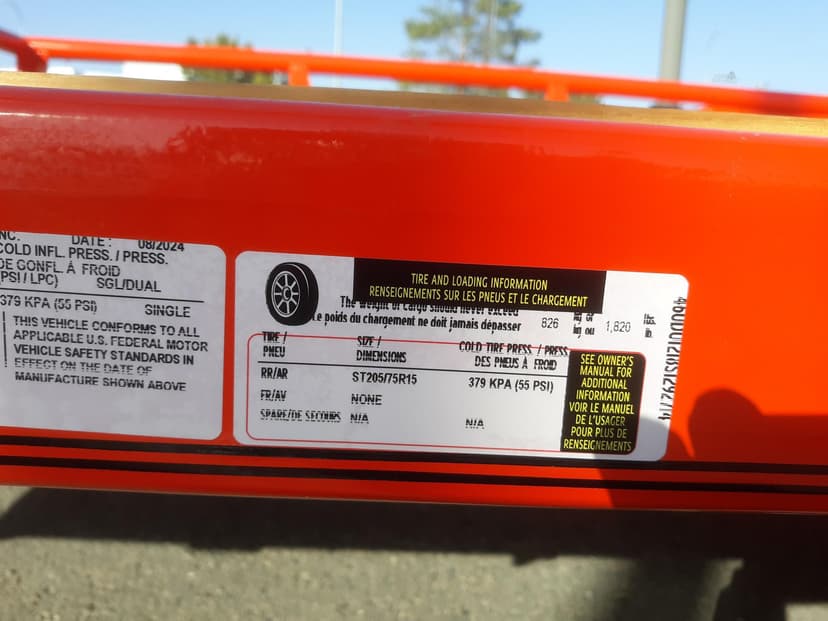 NC. DATE: 08/2024
COLD INFL. PRESS. / PRESS.
DE GONFL. À FROID
(PSI / LPC) SGL/DUAL
379 KPA (55 PSI) SINGLE
THIS VEHICLE CONFORMS TO ALL
APPLICABLE U.S. FEDERAL MOTOR
VEHICLE SAFETY STANDARDS IN
EFFECT ON THE DATE OF
MANUFACTURE SHOWN ABOVE
TIRE AND LOADING INFORMATION
RENSEIGNEMENTS SUR LES PNEUS ET LE CHARGEMENT
The weight of cargo should never exceed
Le poids du chargement ne doit jamais dépasser 826 kg ou 1,820 lbs.
TIRE / PNEU
SIZE / DIMENSIONS
COLD TIRE PRESS. / PRESS. DES PNEUS À FROID
RR/AR ST205/75R15 379 KPA (55 PSI)
FR/AV NONE
SPARE/DE SECOURS N/A N/A
SEE OWNER'S
MANUAL FOR
ADDITIONAL
INFORMATION
VOIR LE MANUEL
DE L'USAGER
POUR PLUS DE
RENSEIGNEMENTS